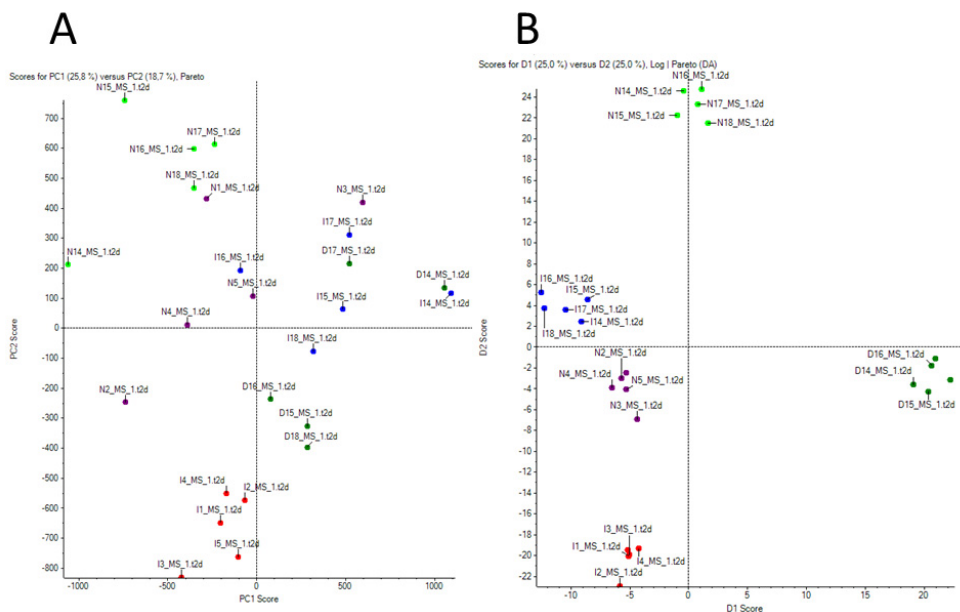 A
B
Scores for PC1 (25,8 %) versus PC2 (18,7 %), Pareto
N15_MS_1.t2d
700
N17_MS_1.t2d
600
N16_MS_1.t2d
500
N18_MS_1.t2d
N1_MS_1.t2d
N3_MS_1.t2d
400
I17_MS_1.t2d
300
I16_MS_1.t2d
D17_MS_1.t2d
N14_MS_1.t2d
200
D14_MS_1.t2d
N5_MS_1.t2d
100
I15_MS_1.t2d
I14_MS_1.t2d
N4_MS_1.t2d
0
I18_MS_1.t2d
-100
N2_MS_1.t2d
D16_MS_1.t2d
-200
D15_MS_1.t2d
-300
D18_MS_1.t2d
-400
-500
I4_MS_1.t2d
I2_MS_1.t2d
-600
I1_MS_1.t2d
-700
I5_MS_1.t2d
-800
I3_MS_1.t2d
PC2 Score
-1000
-500
0
500
1000
PC1 Score
Scores for D1 (25,0 %) versus D2 (25,0 %), Log | Pareto (DA)
N16_MS_1.t2d
N14_MS_1.t2d
24
N17_MS_1.t2d
N15_MS_1.t2d
22
N18_MS_1.t2d
20
18
16
14
12
10
8
6
I16_MS_1.t2d
I15_MS_1.t2d
4
I17_MS_1.t2d
2
I14_MS_1.t2d
I18_MS_1.t2d
0
N2_MS_1.t2d
D16_MS_1.t2d
-2
N4_MS_1.t2d
N5_MS_1.t2d
D14_MS_1.t2d
-4
N3_MS_1.t2d
D15_MS_1.t2d
-6
-8
-10
-12
-14
-16
-18
I3_MS_1.t2d
I1_MS_1.t2d
-20
I4_MS_1.t2d
I2_MS_1.t2d
-22
D2 Score
-10
-5
0
5
10
15
20
D1 Score